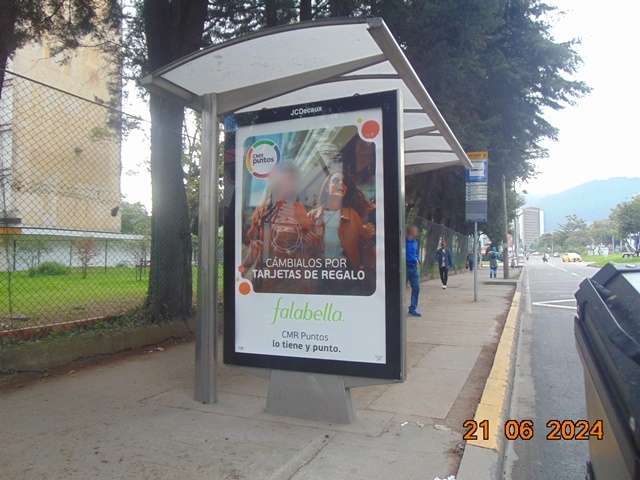 JCDecaux
CMR
puntos
CÁMBIALOS POR
TARJETAS DE REGALO
falabella.
CMR Puntos
lo tiene y punto.
21 06 2024